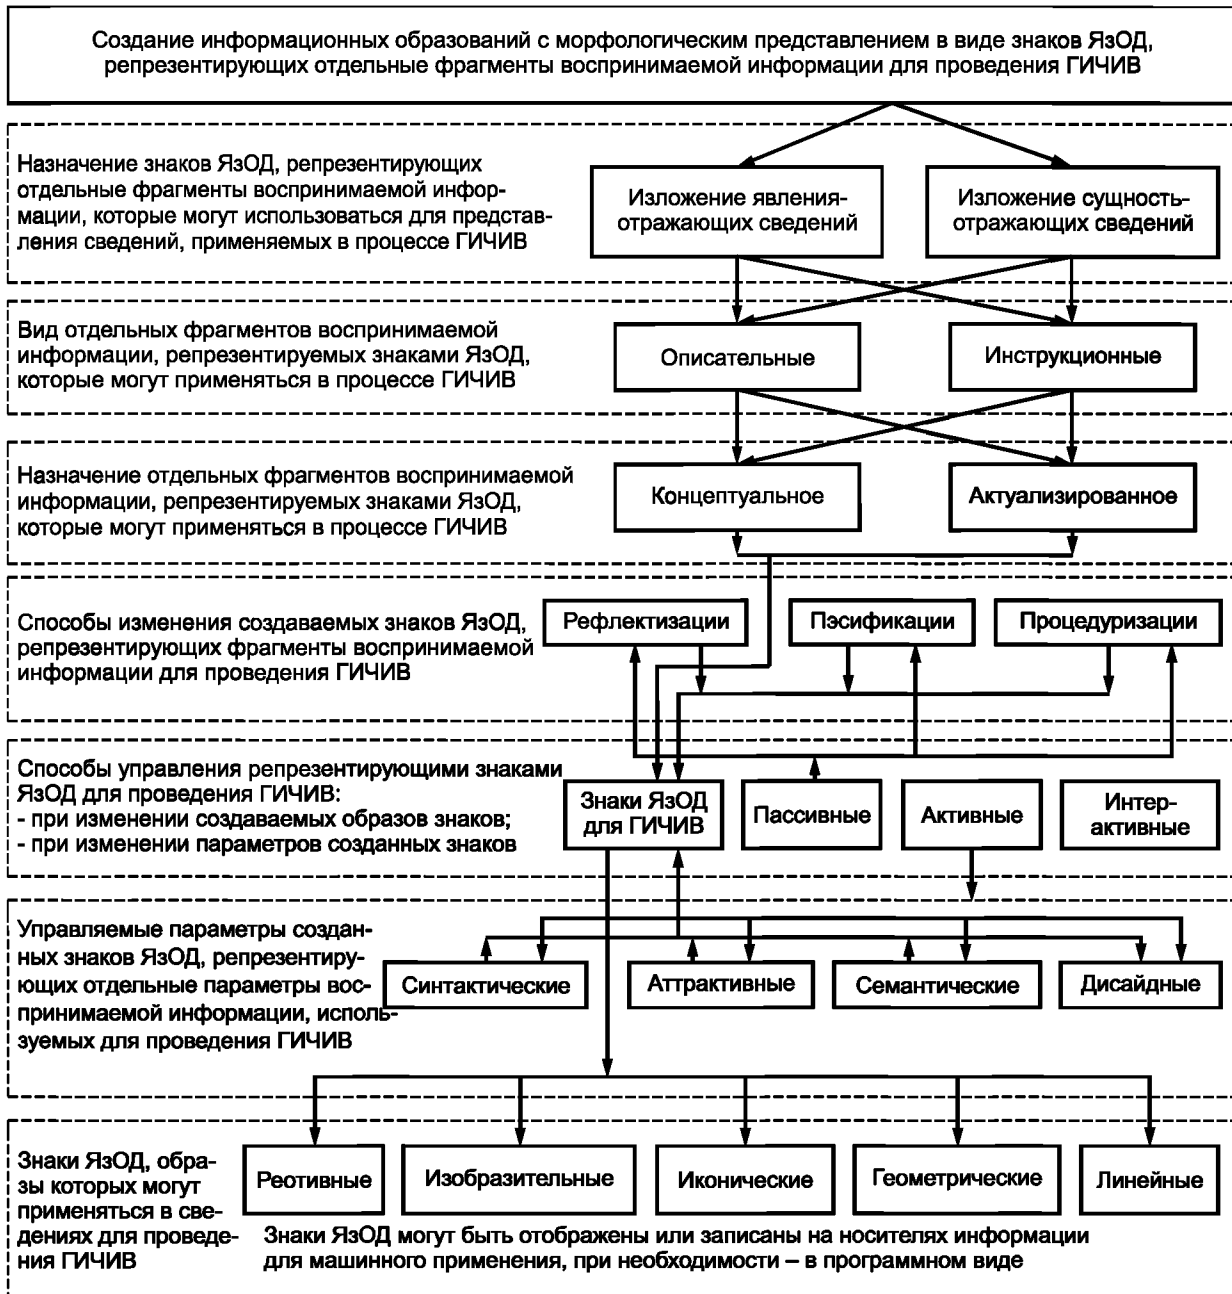 Создание информационных образований с морфологическим представлением в виде знаков ЯзОД,
репрезентирующих отдельные фрагменты воспринимаемой информации для проведения ГИЧИВ
Назначение знаков ЯзОД, репрезентирующих
отдельные фрагменты воспринимаемой инфор-
мации, которые могут использоваться для представ-
ления сведений, применяемых в процессе ГИЧИВ
Изложение явления-
отражающих сведений
Изложение сущность-
отражающих сведений
Вид отдельных фрагментов воспринимаемой
информации, репрезентируемых знаками ЯзОД,
которые могут применяться в процессе ГИЧИВ
Описательные
Инструкционные
Назначение отдельных фрагментов воспринимаемой
информации, репрезентируемых знаками ЯзОД,
которые могут применяться в процессе ГИЧИВ
Концептуальное
Актуализированное
Способы изменения создаваемых знаков ЯзОД,
репрезентирующих фрагменты воспринимаемой
информации для проведения ГИЧИВ
Рефлектизации
Пэсификации
Процедуризации
Способы управления репрезентирующими знаками
ЯзОД для проведения ГИЧИВ:
- при изменении создаваемых образов знаков;
- при изменении параметров созданных знаков
Знаки ЯзОД
для ГИЧИВ
Пассивные
Активные
Интер-
активные
Управляемые параметры создан-
ных знаков ЯзОД, репрезентиру-
ющих отдельные параметры вос-
принимаемой информации, исполь-
зуемых для проведения ГИЧИВ
Синтактические
Аттрактивные
Семантические
Дисайдные
Знаки ЯзОД, обра-
зы которых могут
применяться в све-
дениях для проведе-
ния ГИЧИВ
Реотивные
Изобразительные
Иконические
Геометрические
Линейные
Знаки ЯзОД могут быть отображены или записаны на носителях информации
для машинного применения, при необходимости – в программном виде